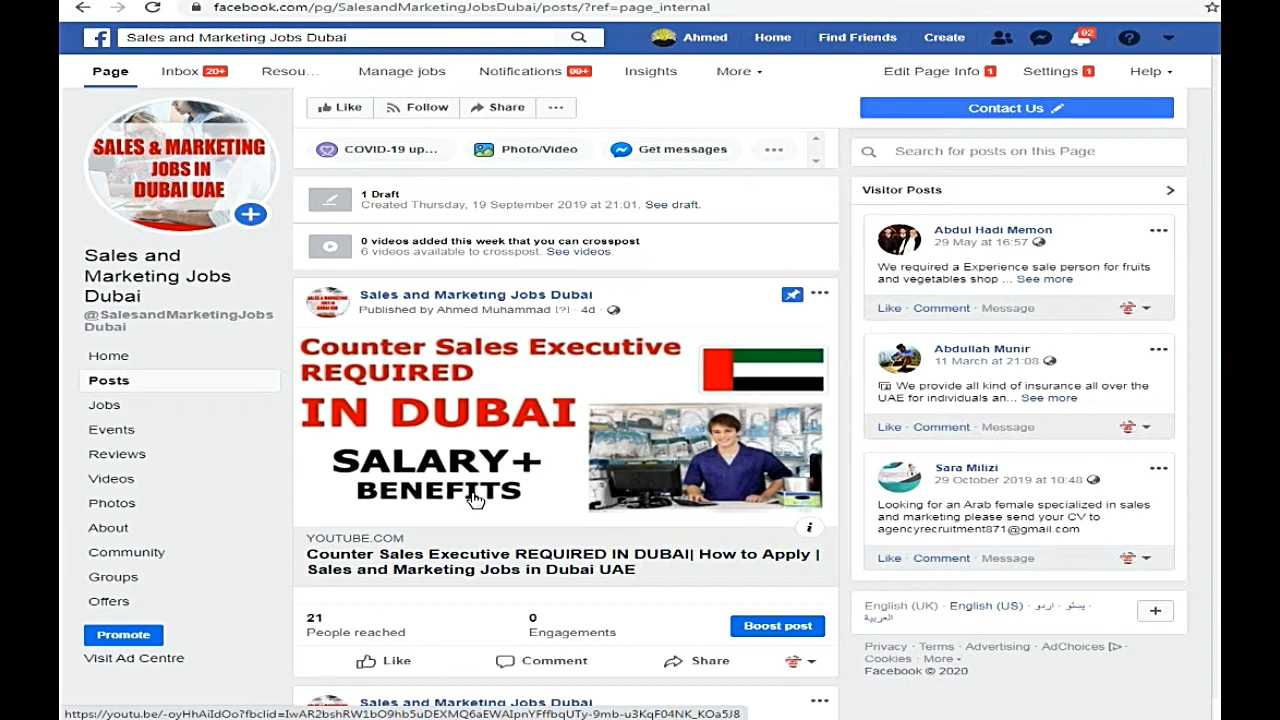 facebook.com/pg/SalesandMarketingJobsDubai/posts/?ref=page_internal
Sales and Marketing Jobs Dubai
Ahmed Home Find Friends Create 92
Page Inbox 20+ Resou... Manage jobs Notifications 99+ Insights More Edit Page Info 1 Settings 1 Help
SALES & MARKETING
JOBS IN
DUBAI UAE
Sales and
Marketing Jobs
Dubai
@SalesandMarketingJobs
Dubai
Home
Posts
Jobs
Events
Reviews
Videos
Photos
About
Community
Groups
Offers
Promote
Visit Ad Centre
Like Follow Share ...
COVID-19 up... Photo/Video Get messages ...
1 Draft
Created Thursday, 19 September 2019 at 21:01. See draft.
0 videos added this week that you can crosspost
6 videos available to crosspost. See videos.
Sales and Marketing Jobs Dubai
Published by Ahmed Muhammad [?] · 4d ·
Counter Sales Executive
REQUIRED
IN DUBAI
SALARY+
BENEFITS
YOUTUBE.COM
Counter Sales Executive REQUIRED IN DUBAI| How to Apply |
Sales and Marketing Jobs in Dubai UAE
21
People reached
0
Engagements
Boost post
Like Comment Share
Sales and Marketing Jobs Dubai
Contact Us
Search for posts on this Page
Visitor Posts
Abdul Hadi Memon
29 May at 16:57
We required a Experience sale person for fruits
and vegetables shop ... See more
Like · Comment · Message
Abdullah Munir
11 March at 21:08
We provide all kind of insurance all over the
UAE for individuals an... See more
Like · Comment · Message
Sara Milizi
29 October 2019 at 10:48
Looking for an Arab female specialized in sales
and marketing please send your CV to
agencyrecruitment871@gmail.com
Like · Comment · Message
English (UK) · English (US) · اردو · پښتو ·
العربية
Privacy · Terms · Advertising · AdChoices ·
Cookies · More
Facebook © 2020
https://youtu.be/-oyHhAiIdOo?fbclid=IwAR2bshRW1bO9hb5uDEXMQ6aEWAIpnYFffbqUTy-9mb-u3KqF04NK_KOa5J8